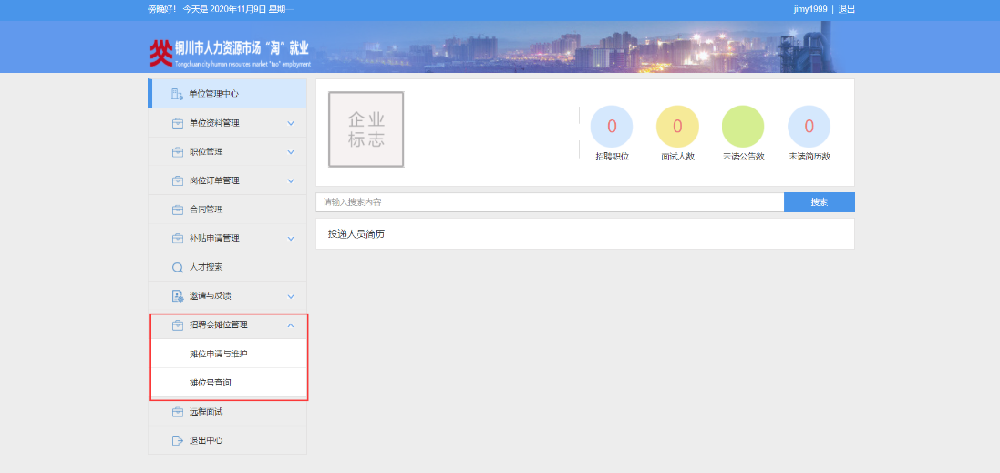 傍晚好！ 今天是 2020年11月9日 星期一
jimy1999 | 退出
铜川市人力资源市场“淘”就业
Tongchuan city human resources market "tao" employment
单位管理中心
单位资料管理
职位管理
岗位订单管理
合同管理
补贴申请管理
人才搜索
邀请与反馈
招聘会摊位管理
摊位申请与维护
摊位号查询
远程面试
退出中心
企业
标志
0
招聘职位
0
面试人数
未读公告数
0
未读简历数
请输入搜索内容
搜索
投递人员简历